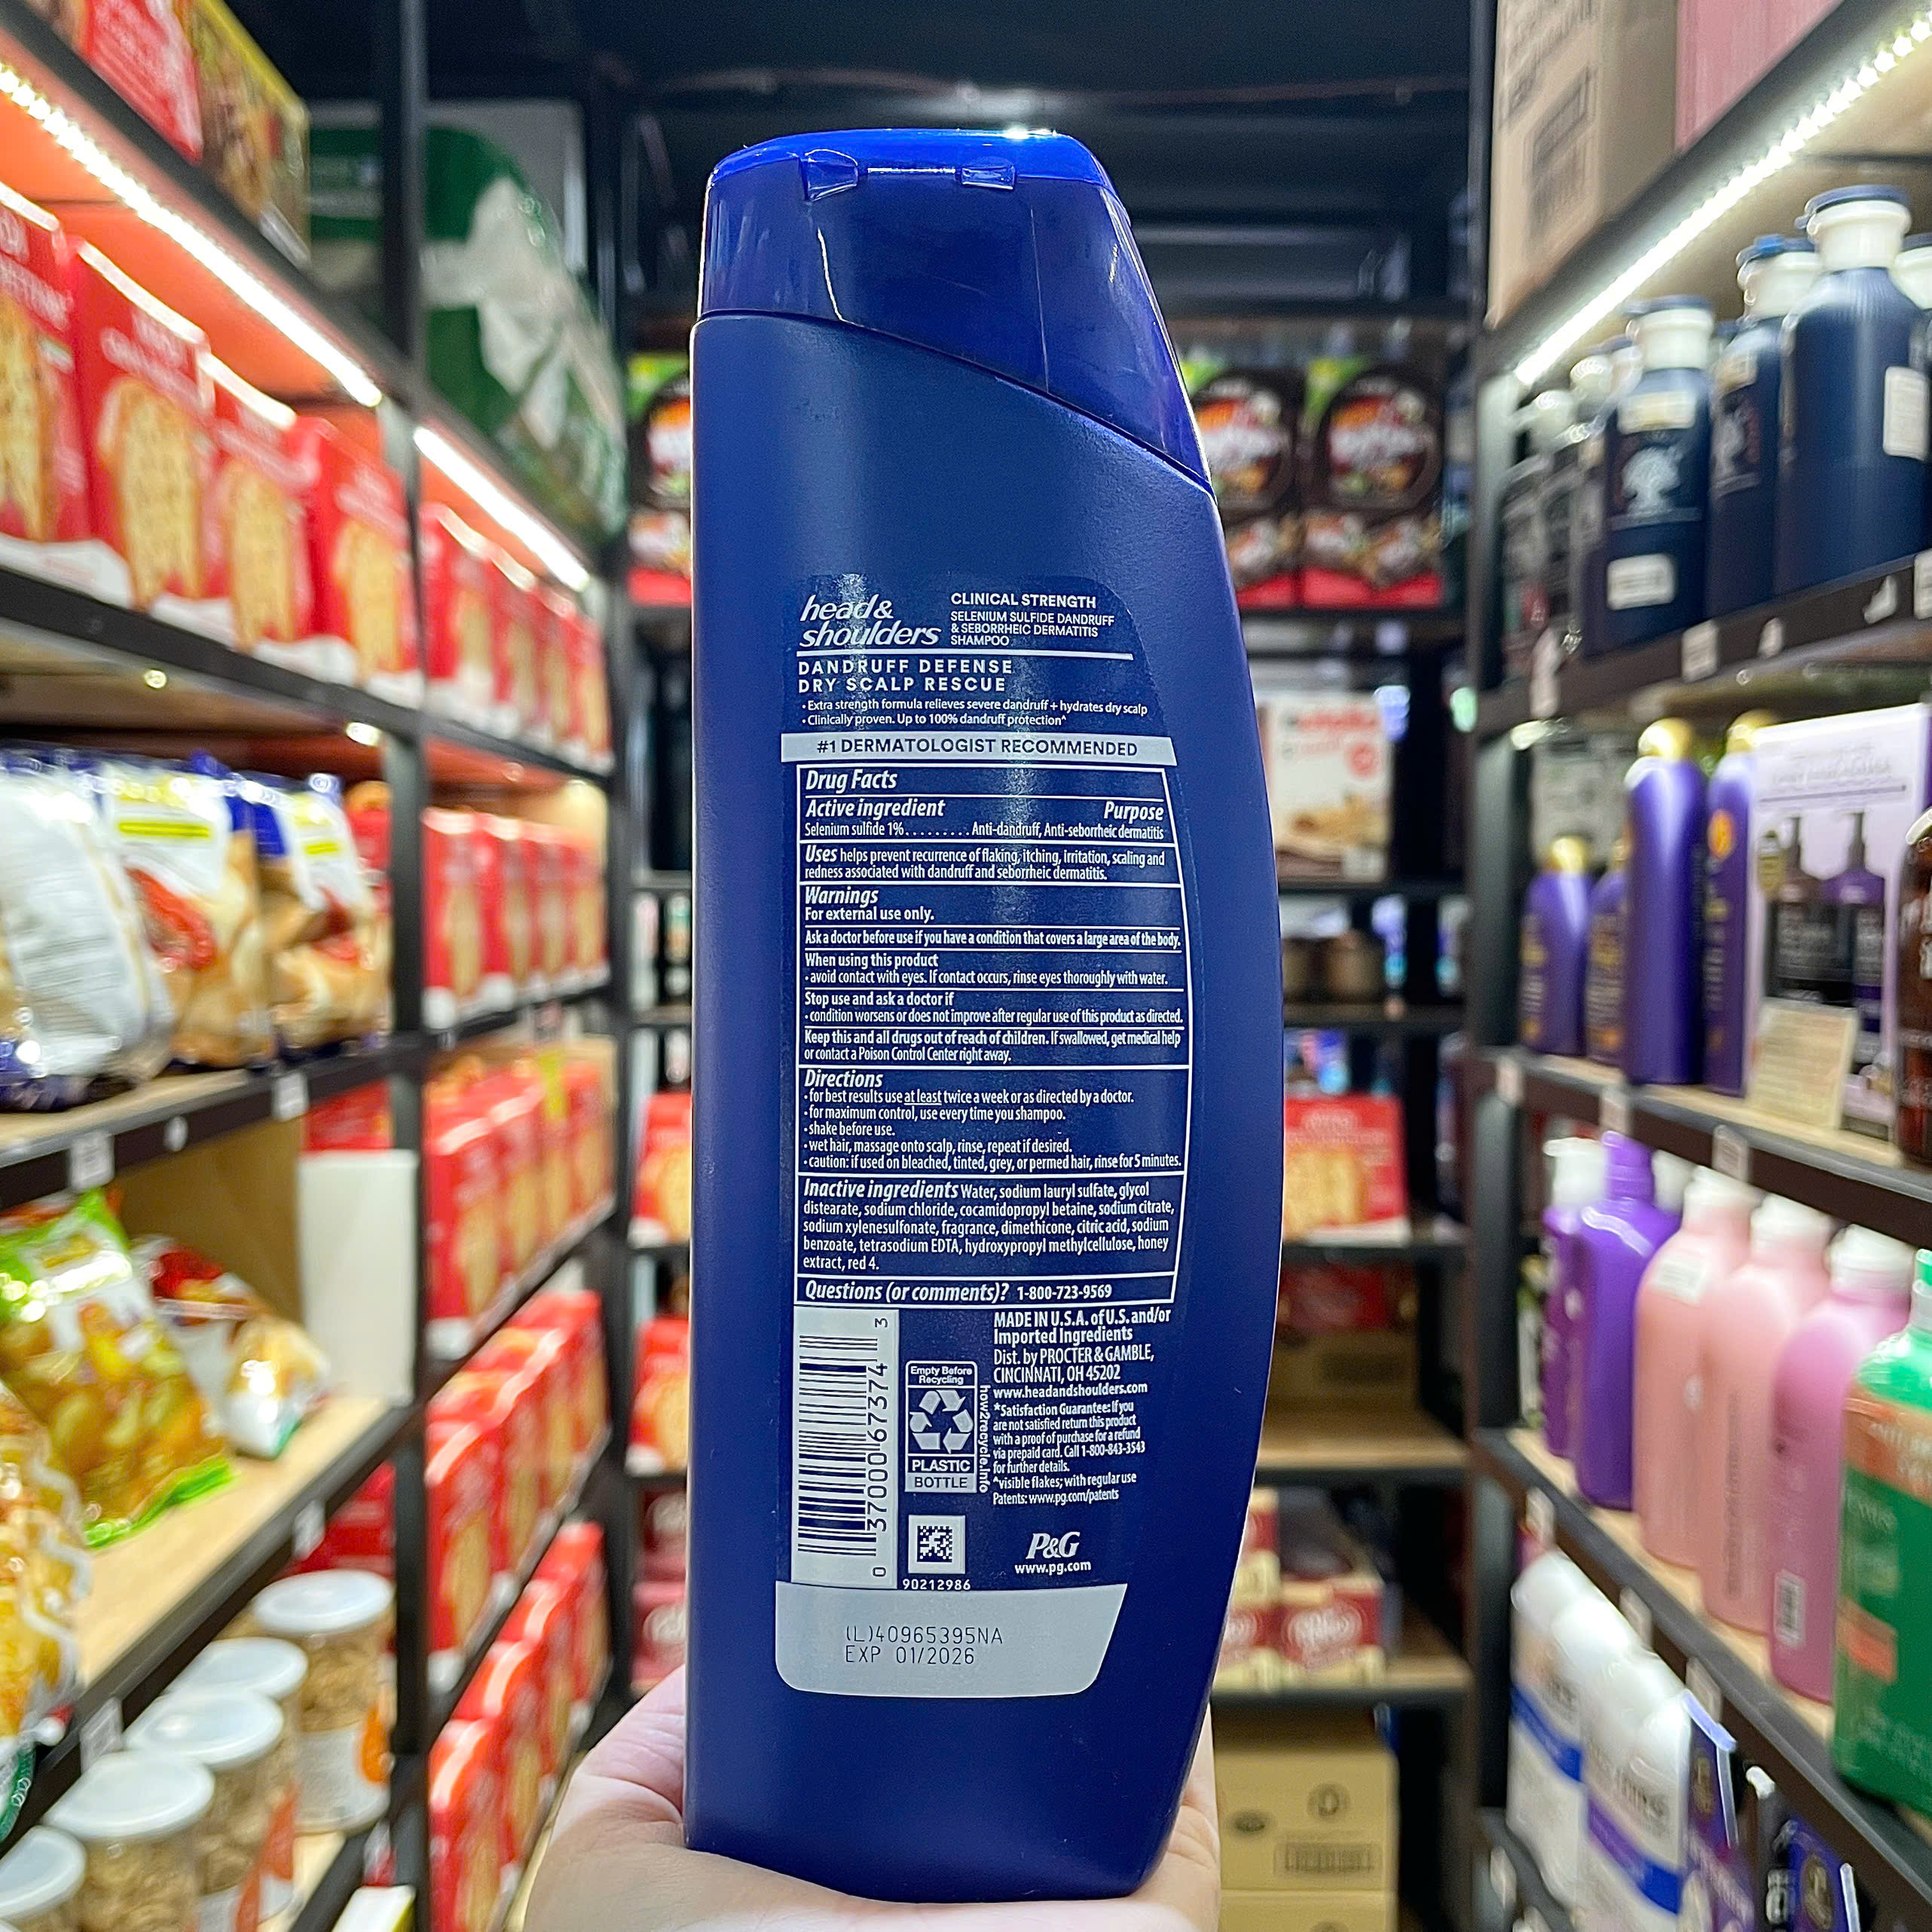 head&
shoulders
CLINICAL STRENGTH
SELENIUM SULFIDE DANDRUFF
& SEBORRHEIC DERMATITIS
SHAMPOO
DANDRUFF DEFENSE
DRY SCALP RESCUE
• Extra strength formula relieves severe dandruff + hydrates dry scalp
• Clinically proven. Up to 100% dandruff protection^
#1 DERMATOLOGIST RECOMMENDED
Drug Facts
Active ingredient Purpose
Selenium sulfide 1%.........Anti-dandruff, Anti-seborrheic dermatitis
Uses helps prevent recurrence of flaking, itching, irritation, scaling and
redness associated with dandruff and seborrheic dermatitis.
Warnings
For external use only.
Ask a doctor before use if you have a condition that covers a large area of the body.
When using this product
• avoid contact with eyes. If contact occurs, rinse eyes thoroughly with water.
Stop use and ask a doctor if
• condition worsens or does not improve after regular use of this product as directed.
Keep this and all drugs out of reach of children. If swallowed, get medical help
or contact a Poison Control Center right away.
Directions
• for best results use at least twice a week or as directed by a doctor.
• for maximum control, use every time you shampoo.
• shake before use.
• wet hair, massage onto scalp, rinse, repeat if desired.
• caution: if used on bleached, tinted, grey, or permed hair, rinse for 5 minutes.
Inactive ingredients Water, sodium lauryl sulfate, glycol
distearate, sodium chloride, cocamidopropyl betaine, sodium citrate,
sodium xylenesulfonate, fragrance, dimethicone, citric acid, sodium
benzoate, tetrasodium EDTA, hydroxypropyl methylcellulose, honey
extract, red 4.
Questions (or comments)? 1-800-723-9569
0 37000 67374 3
Empty Before
Recycling
PLASTIC
BOTTLE
how2recycle.info
MADE IN U.S.A. of U.S. and/or
Imported Ingredients
Dist. by PROCTER & GAMBLE,
CINCINNATI, OH 45202
www.headandshoulders.com
*Satisfaction Guarantee: If you
are not satisfied return this product
with a proof of purchase for a refund
via prepaid card. Call 1-800-843-3543
for further details.
^visible flakes; with regular use
Patents: www.pg.com/patents
P&G
www.pg.com
90212986
(L)40965395NA
EXP 01/2026